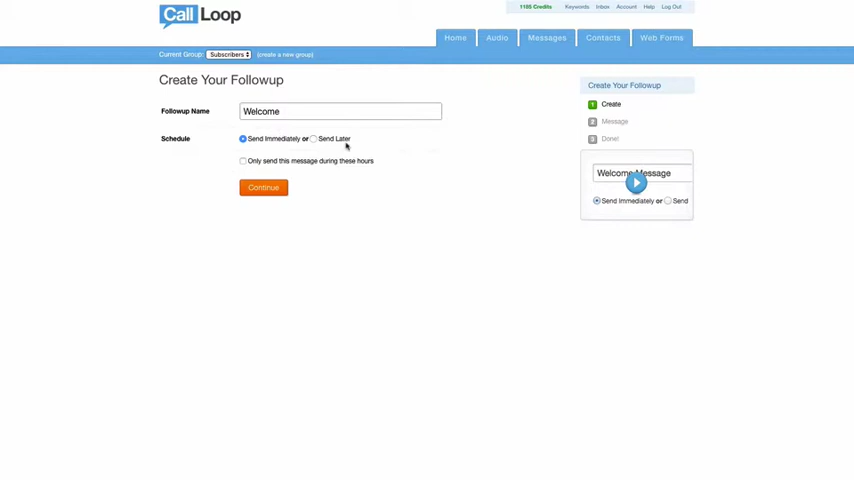 Call Loop
1105 Credits Keywords Inbox Account Help Log Out
Home Audio Messages Contacts Web Forms
Current Group: Subscribers (create a new group)
Create Your Followup
Followup Name Welcome
Schedule Send Immediately or Send Later
Only send this message during these hours
Continue
Create Your Followup
1 Create
2 Message
3 Done!
Welcome Message
Send Immediately or Send